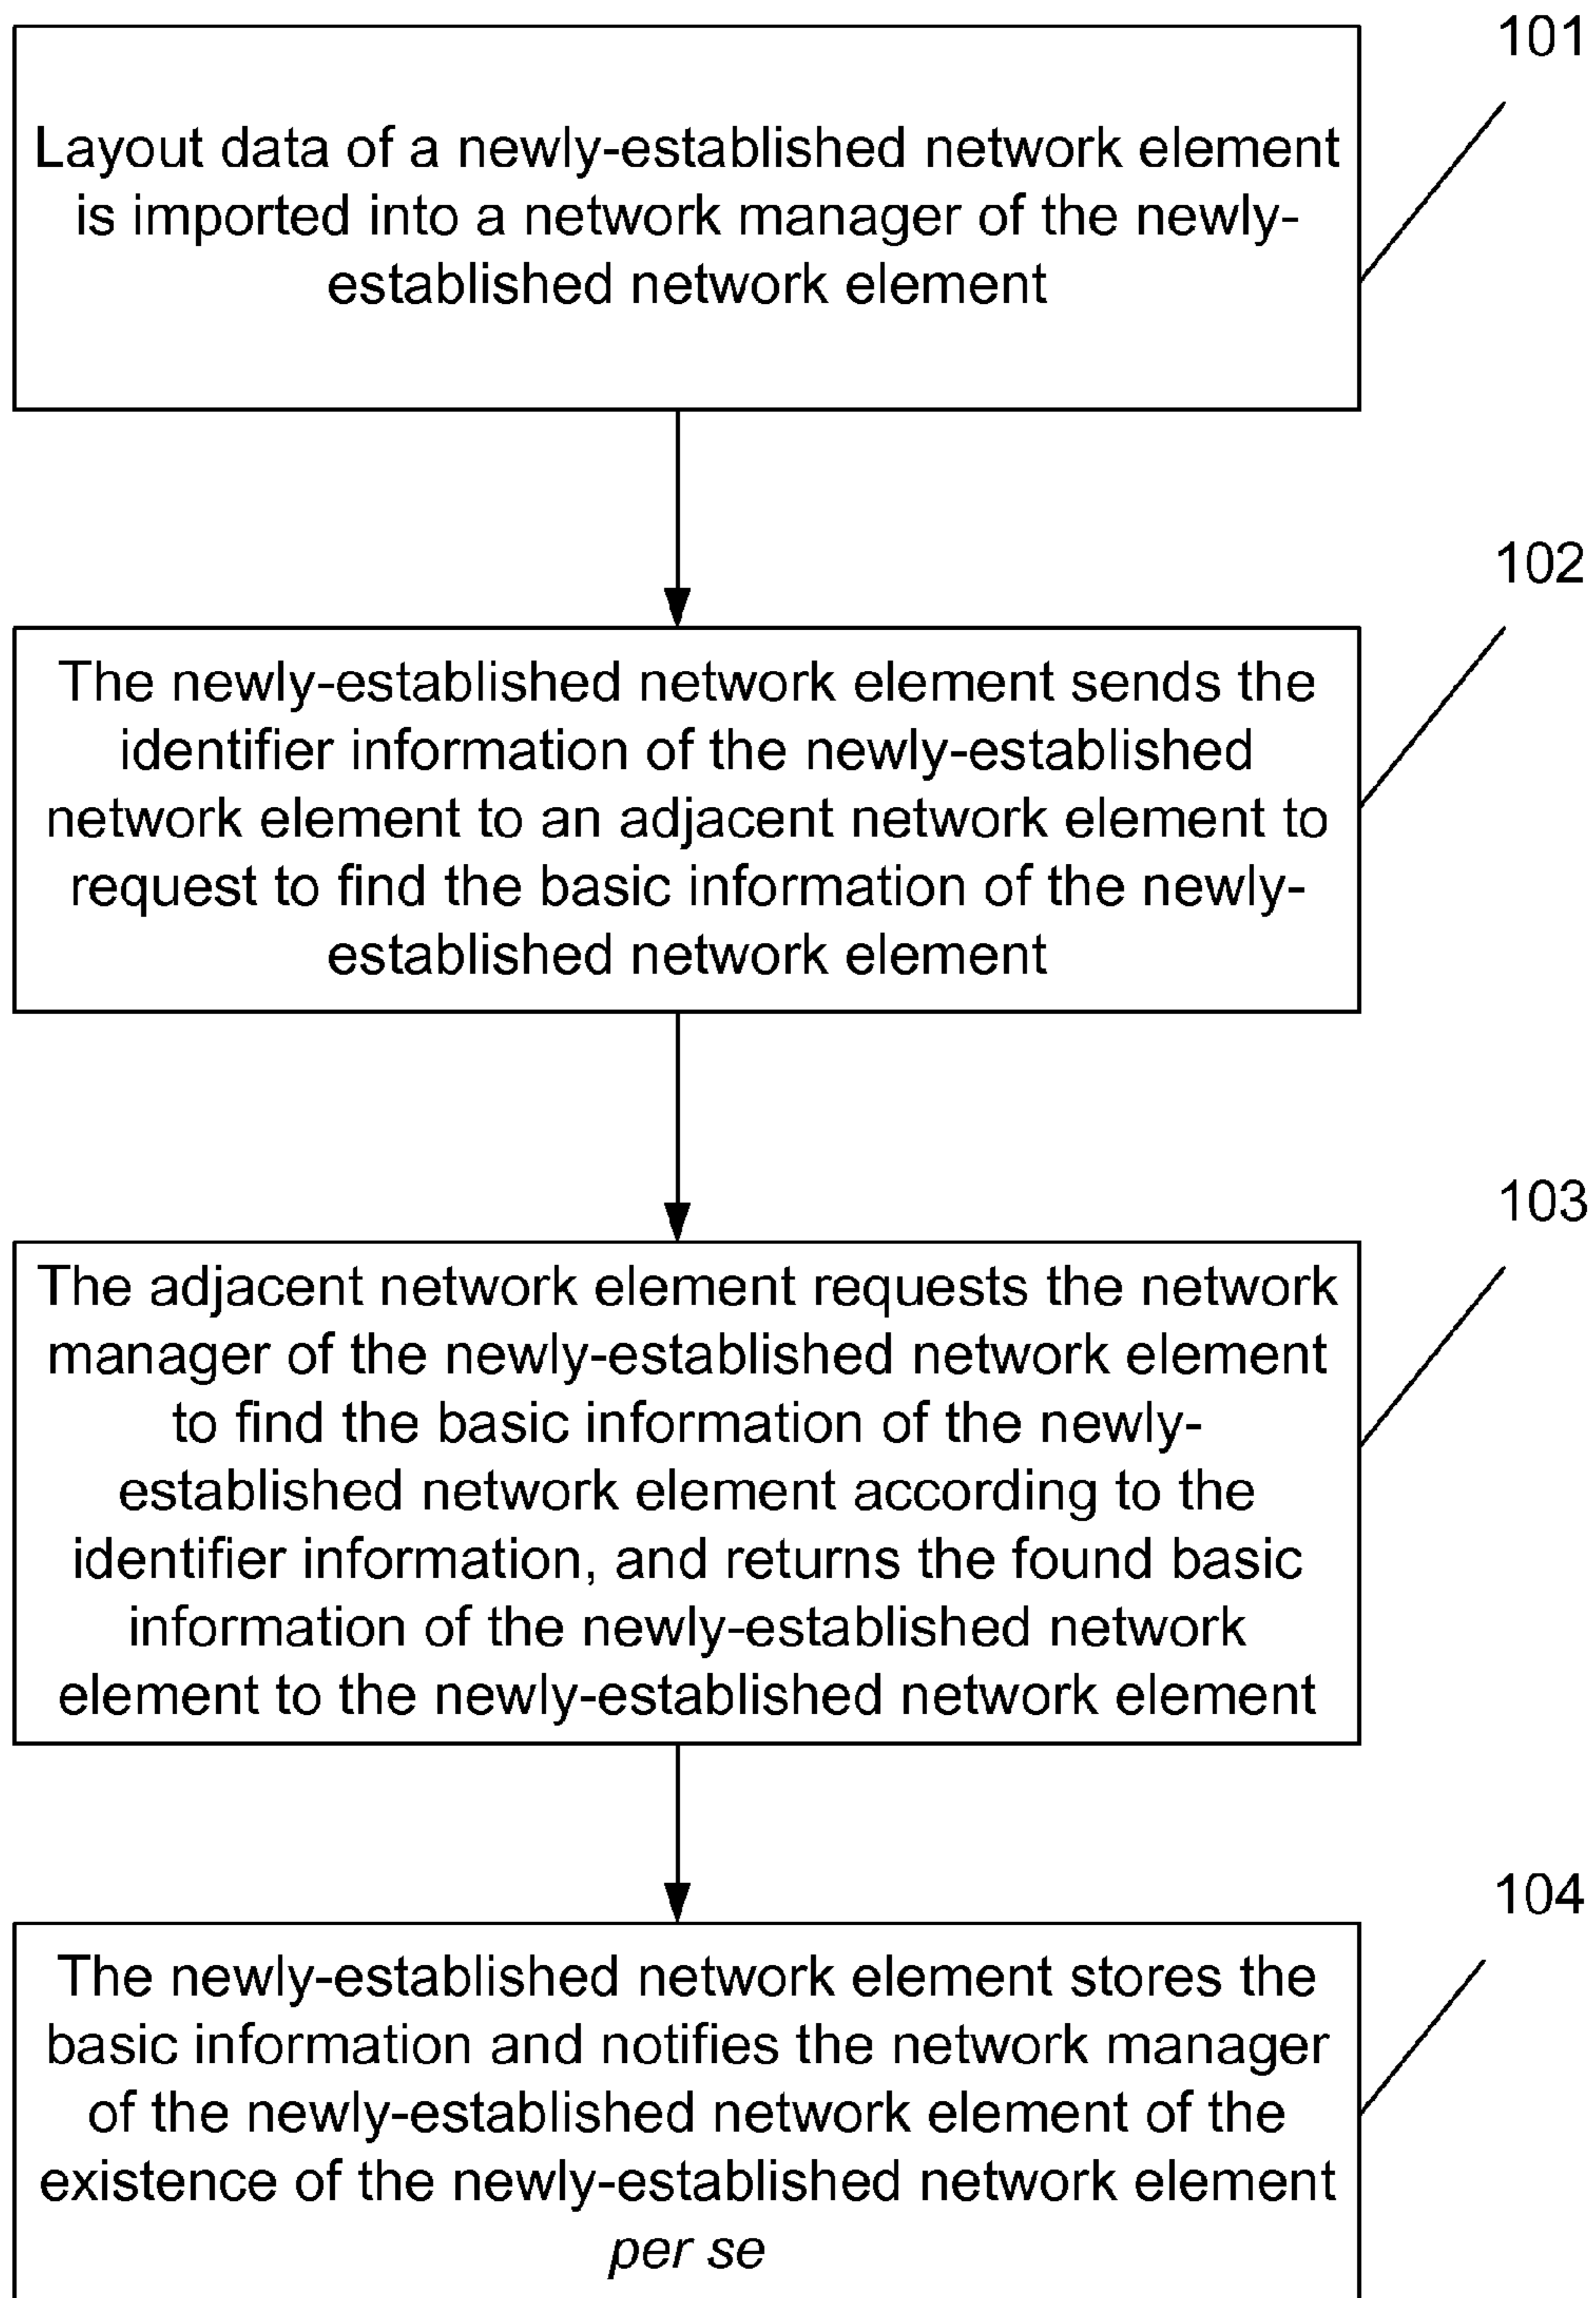 101
Layout data of a newly-established network element
is imported into a network manager of the newly-
established network element
102
The newly-established network element sends the
identifier information of the newly-established
network element to an adjacent network element to
request to find the basic information of the newly-
established network element
103
The adjacent network element requests the network
manager of the newly-established network element
to find the basic information of the newly-
established network element according to the
identifier information, and returns the found basic
information of the newly-established network
element to the newly-established network element
104
The newly-established network element stores the
basic information and notifies the network manager
of the newly-established network element of the
existence of the newly-established network element
per se